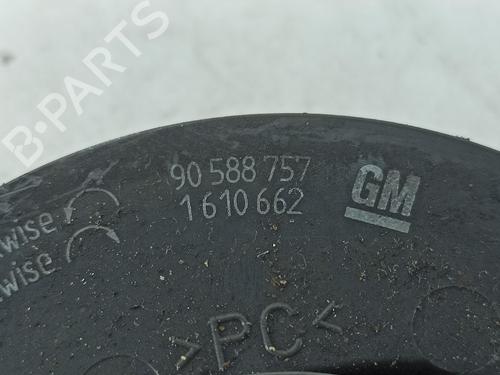 B-PARTS
90 588 757
1 610 662
GM
wise
wise
>PC<